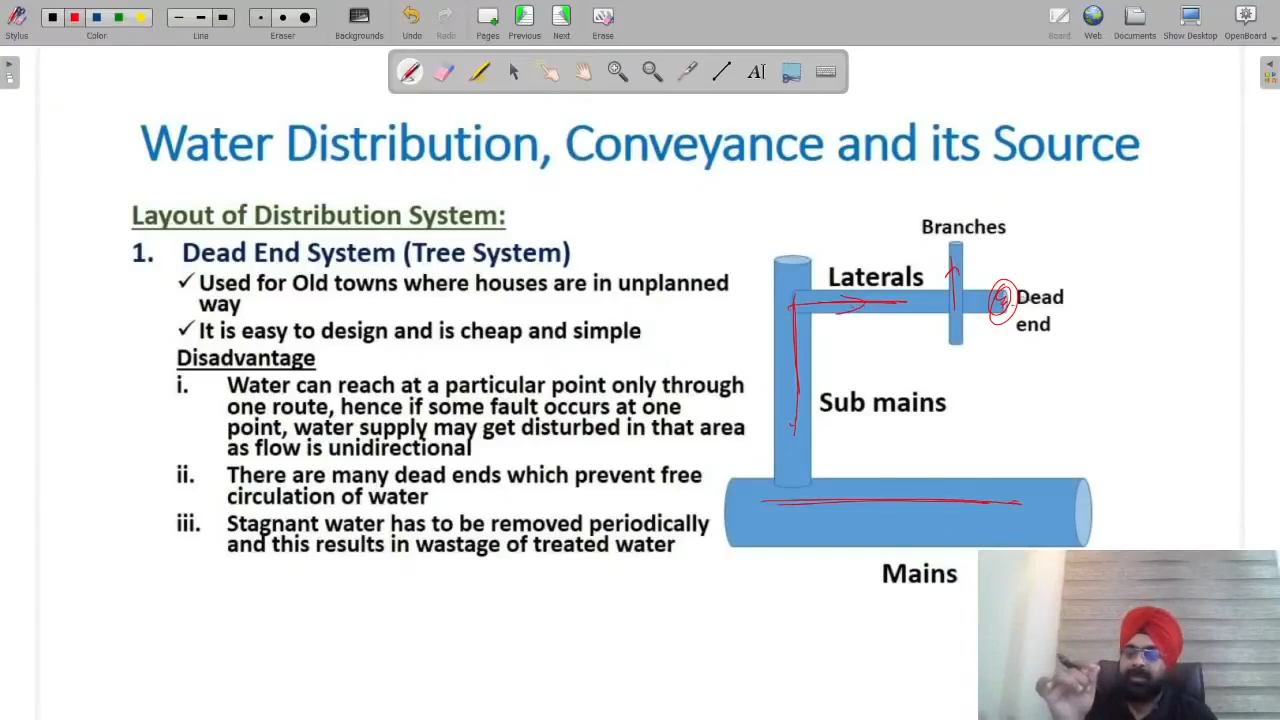 Stylus
Color
Line
Eraser
Backgrounds
Undo
Redo
Pages
Previous
Next
Erase
Board
Web
Documents
Show Desktop
OpenBoard
Water Distribution, Conveyance and its Source
Layout of Distribution System:
1. Dead End System (Tree System)
✓ Used for Old towns where houses are in unplanned
way
✓ It is easy to design and is cheap and simple
Disadvantage
i. Water can reach at a particular point only through
one route, hence if some fault occurs at one
point, water supply may get disturbed in that area
as flow is unidirectional
ii. There are many dead ends which prevent free
circulation of water
iii. Stagnant water has to be removed periodically
and this results in wastage of treated water
Branches
Laterals
Dead
end
Sub mains
Mains